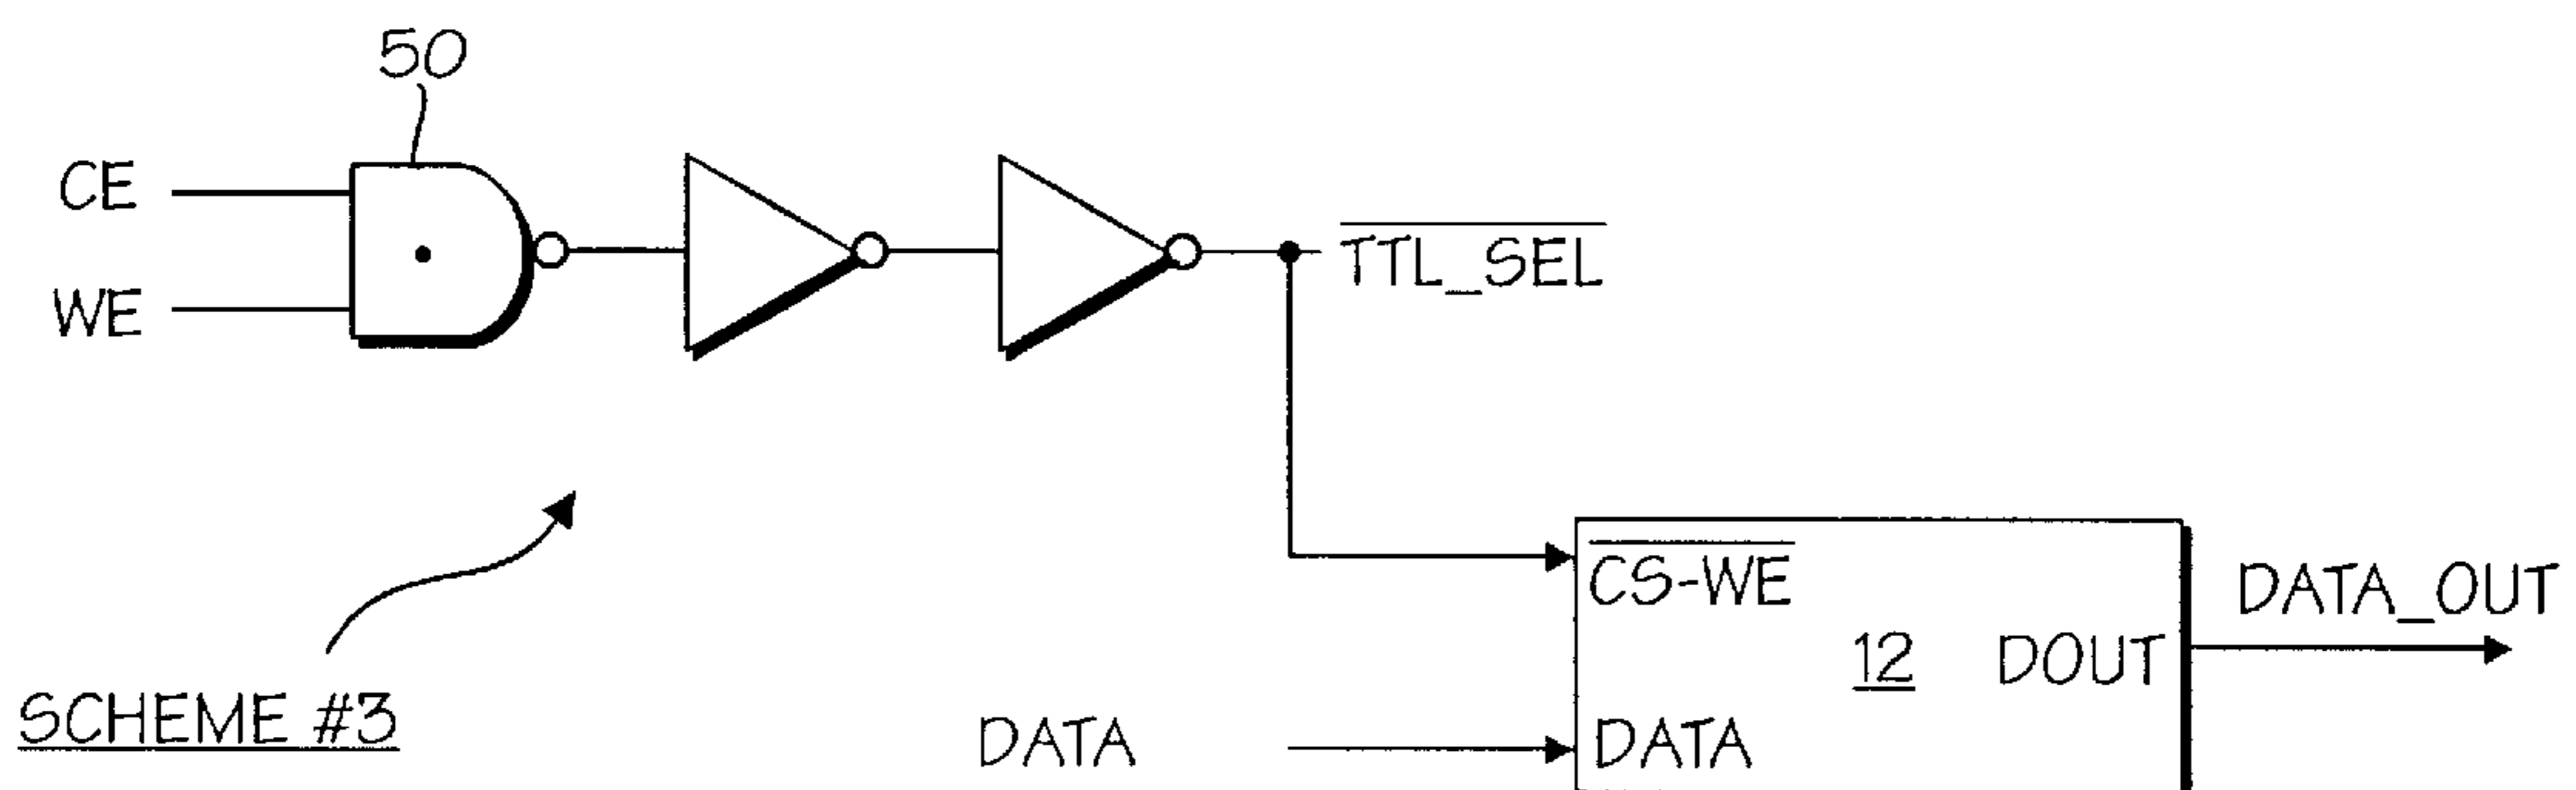 50
CE
WE
TTL_SEL
CS-WE
12 DOUT
DATA_OUT
SCHEME #3
DATA
DATA